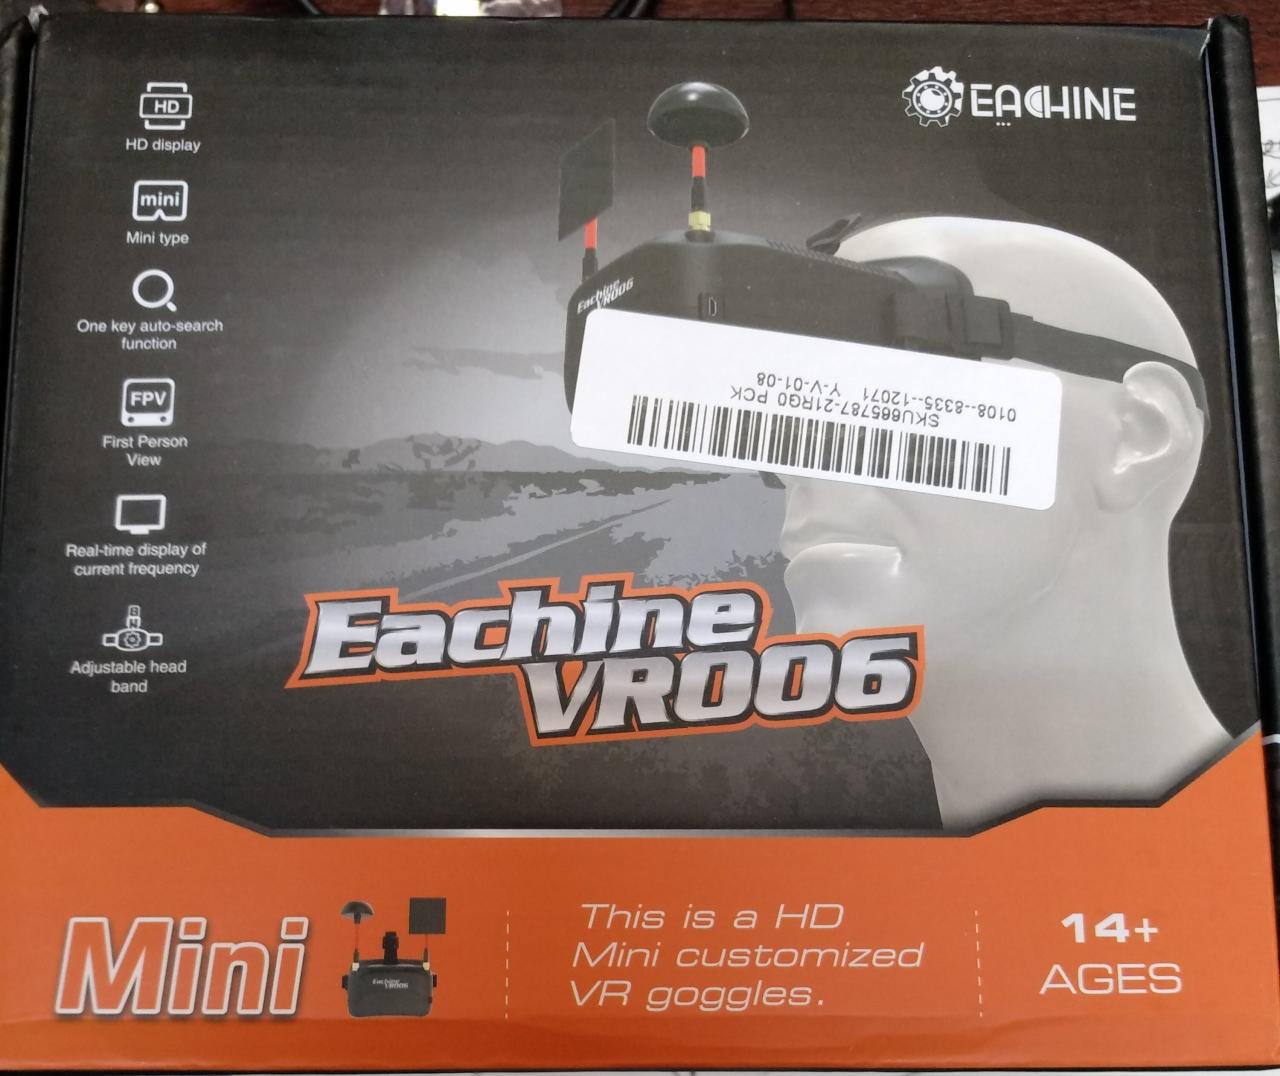 HD
HD display
mini
Mini type
One key auto-search
function
FPV
First Person
View
Real-time display of
current frequency
Adjustable head
band
EACHINE
Eachine
VR006
0108--8335--12071 Y-V-01-08
SKU665787-21RG0 PCK
Eachine
VR006
Mini
Eachine
VR006
This is a HD
Mini customized
VR goggles.
14+
AGES